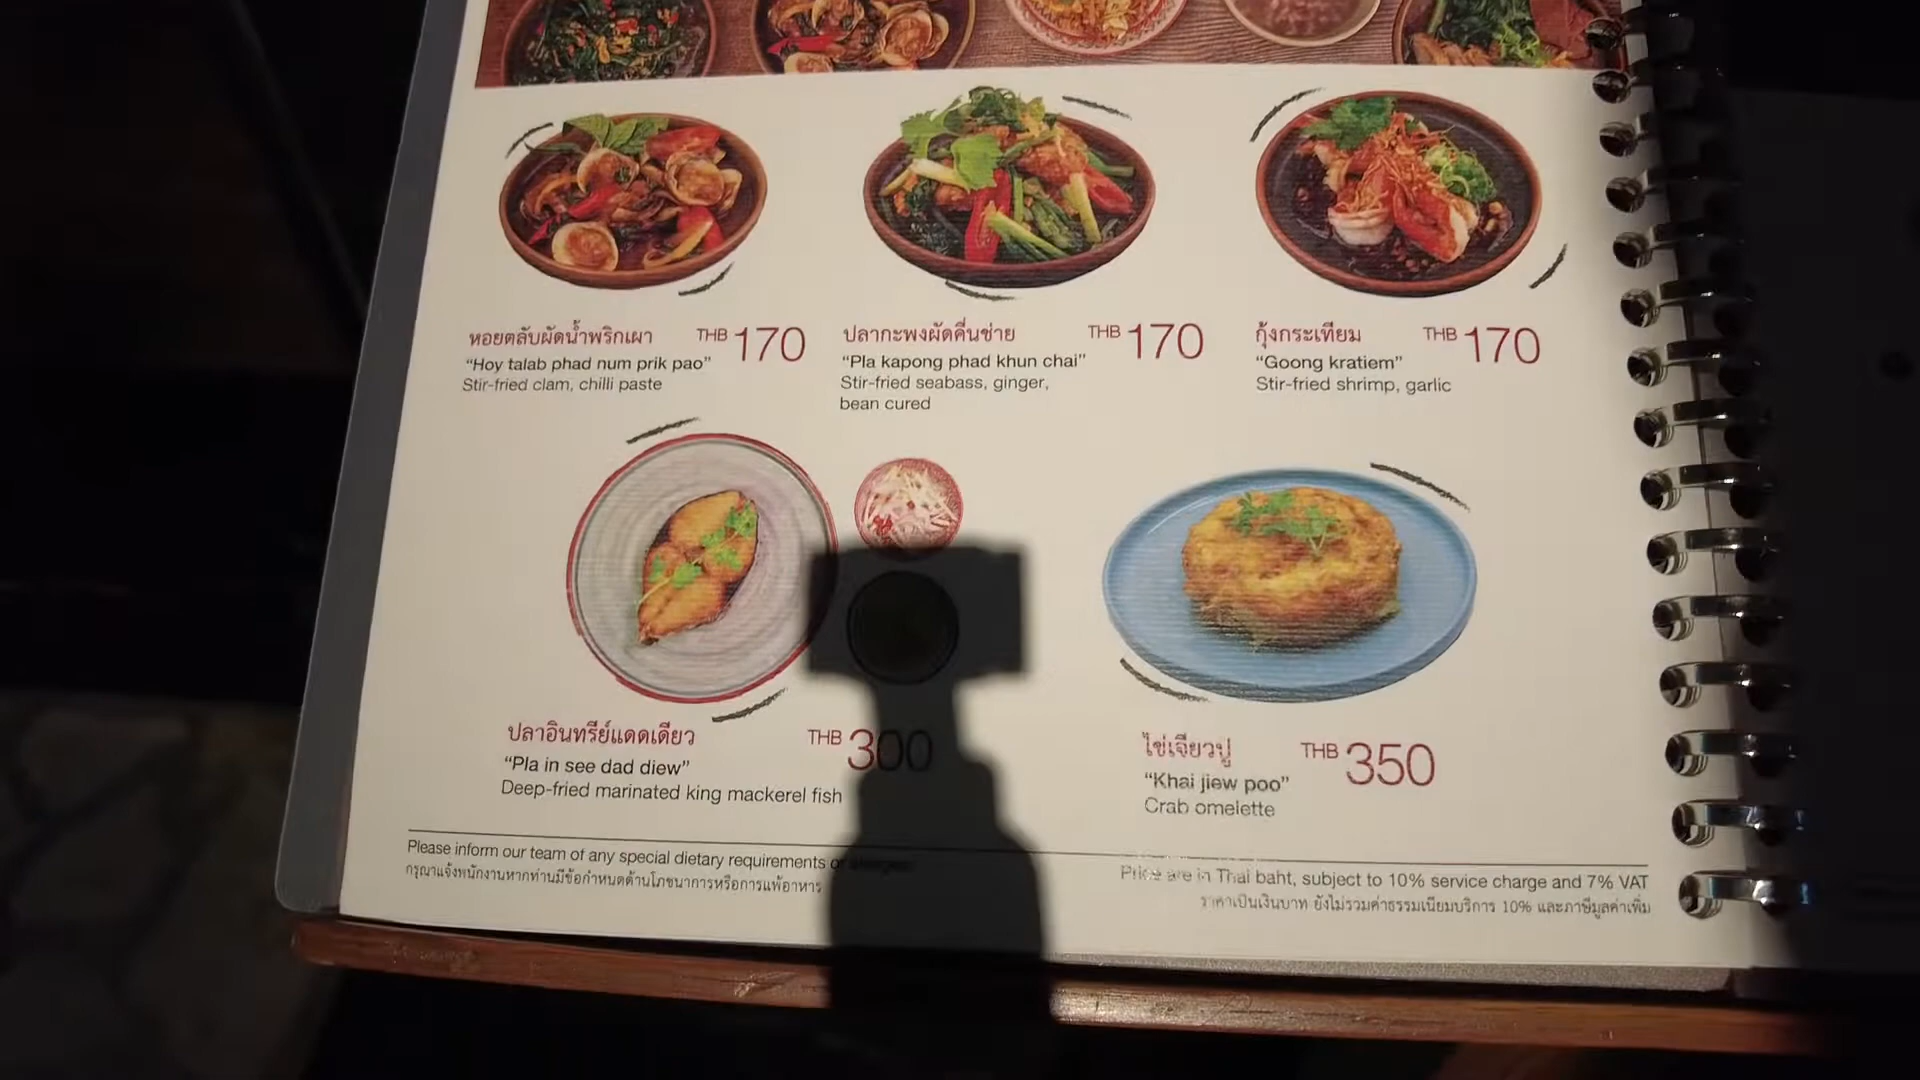 หอยตลับผัดน้ำพริกเผา THB 170
“Hoy talab phad num prik pao”
Stir-fried clam, chilli paste
ปลากะพงผัดคื่นช่าย THB 170
“Pla kapong phad khun chai”
Stir-fried seabass, ginger,
bean cured
กุ้งกระเทียม THB 170
“Goong kratiem”
Stir-fried shrimp, garlic
ปลาอินทรีย์แดดเดียว THB 300
“Pla in see dad diew”
Deep-fried marinated king mackerel fish
ไข่เจียวปู THB 350
“Khai jiew poo”
Crab omelette
Please inform our team of any special dietary requirements
กรุณาแจ้งพนักงานหากท่านมีข้อกำหนดด้านโภชนาการหรือการแพ้อาหาร
Price are in Thai baht, subject to 10% service charge and 7% VAT
ราคาเป็นเงินบาท ยังไม่รวมค่าธรรมเนียมบริการ 10% และภาษีมูลค่าเพิ่ม